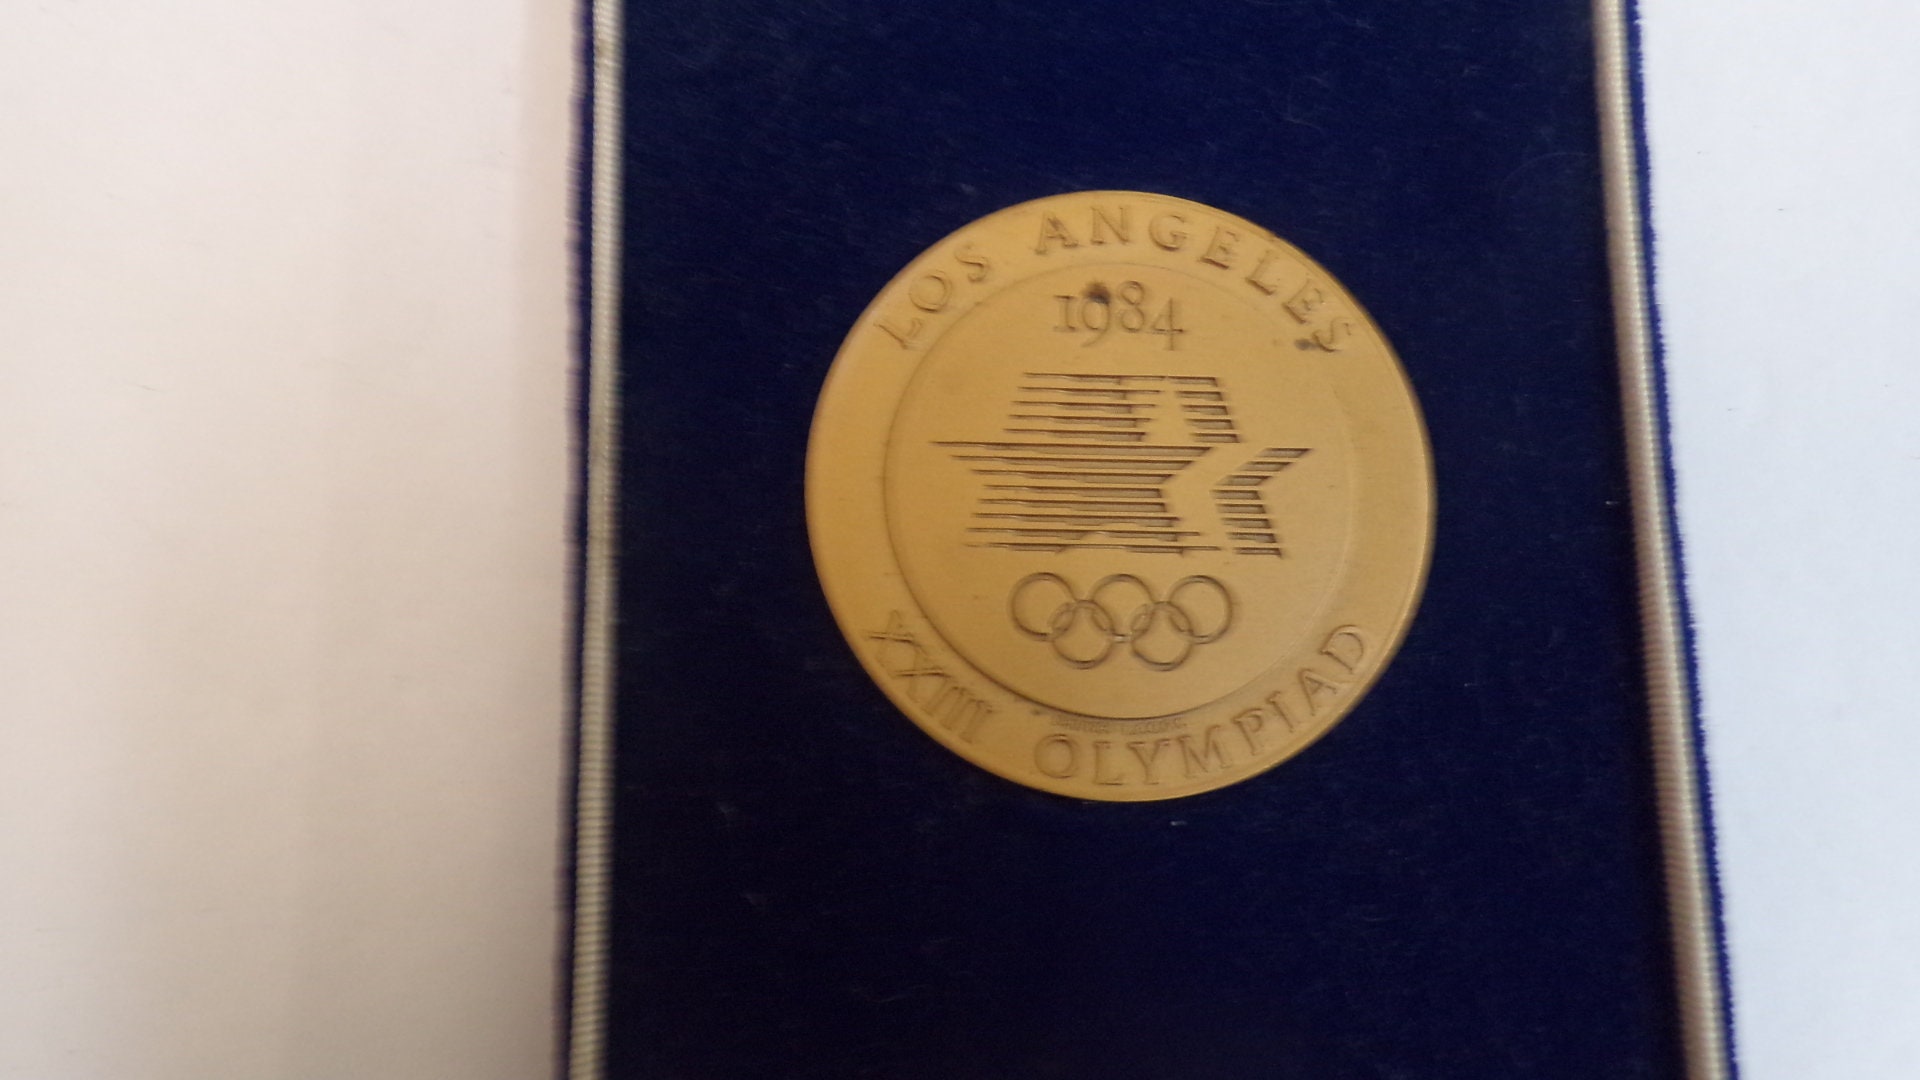 LOS ANGELES
1984
XXIII OLYMPIAD